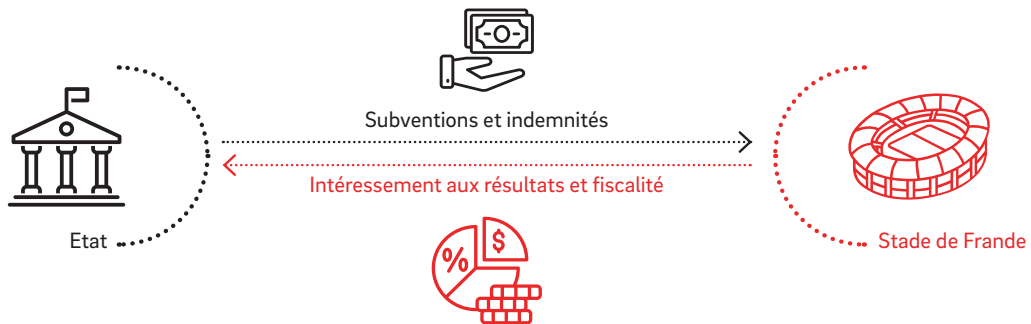 Subventions et indemnités
Intéressement aux résultats et fiscalité
Etat
Stade de Frande
%
$